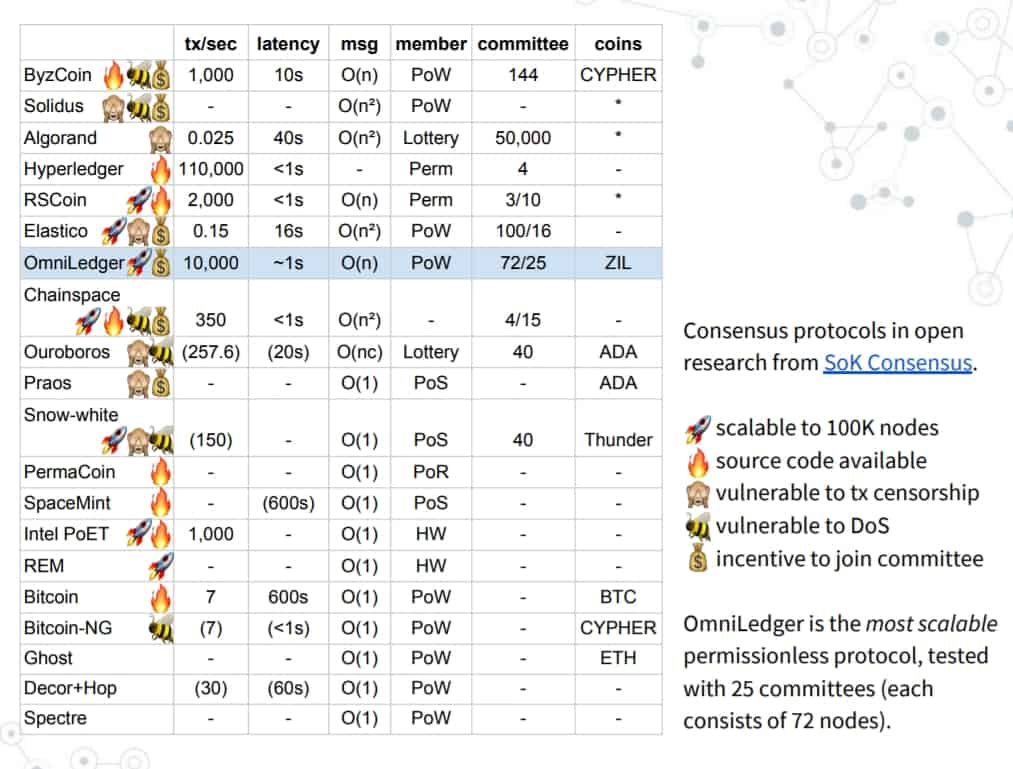 tx/sec latency msg member committee coins
ByzCoin 🔥🐝💰 1,000 10s O(n) PoW 144 CYPHER
Solidus 🙈🐝💰 - - O(n²) PoW - *
Algorand 🙈 0.025 40s O(n²) Lottery 50,000 *
Hyperledger 🔥 110,000 <1s - Perm 4 -
RSCoin 🚀🔥 2,000 <1s O(n) Perm 3/10 *
Elastico 🚀🙈💰 0.15 16s O(n²) PoW 100/16 -
OmniLedger 🚀💰 10,000 ~1s O(n) PoW 72/25 ZIL
Chainspace
🚀🔥🐝💰 350 <1s O(n²) - 4/15 -
Ouroboros 🙈🐝 (257.6) (20s) O(nc) Lottery 40 ADA
Praos 🙈💰 - - O(1) PoS - ADA
Snow-white
🚀🙈🐝 (150) - O(1) PoS 40 Thunder
PermaCoin 🔥 - - O(1) PoR - -
SpaceMint 🔥 - (600s) O(1) PoS - -
Intel PoET 🚀🔥 1,000 - O(1) HW - -
REM 🚀 - - O(1) HW - -
Bitcoin 🔥 7 600s O(1) PoW - BTC
Bitcoin-NG 🐝 (7) (<1s) O(1) PoW - CYPHER
Ghost - - O(1) PoW - ETH
Decor+Hop (30) (60s) O(1) PoW - -
Spectre - - O(1) PoW - -
Consensus protocols in open
research from SoK Consensus.
🚀 scalable to 100K nodes
🔥 source code available
🙈 vulnerable to tx censorship
🐝 vulnerable to DoS
💰 incentive to join committee
OmniLedger is the most scalable
permissionless protocol, tested
with 25 committees (each
consists of 72 nodes).